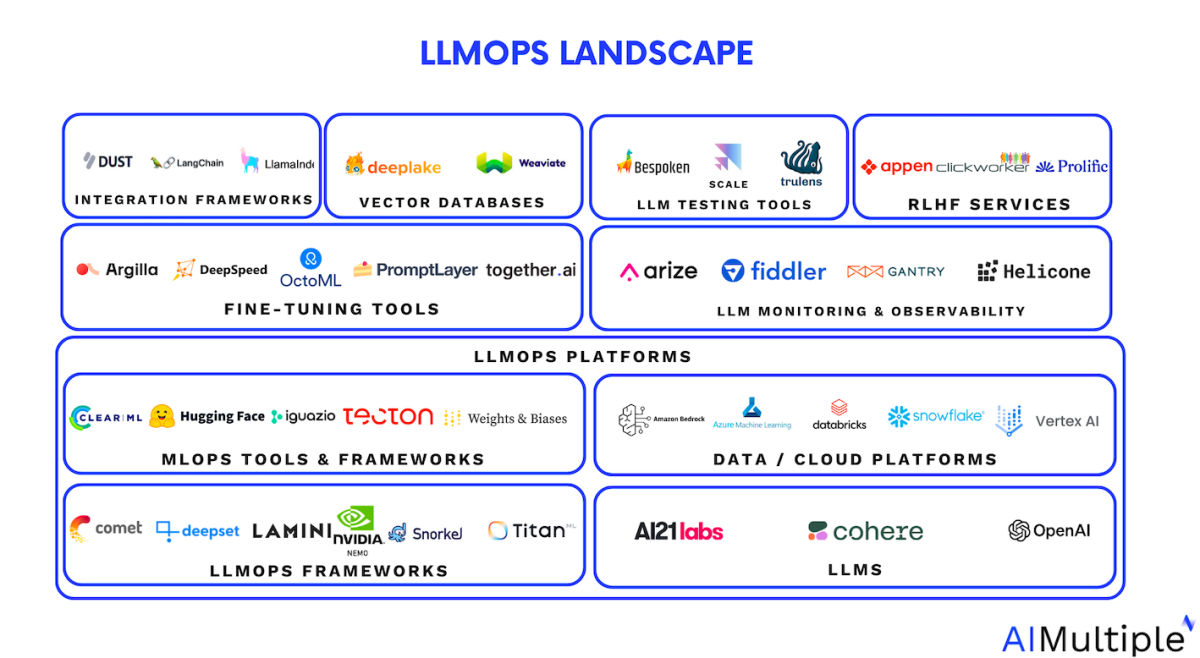 LLMOPS LANDSCAPE
DUST
LangChain
LlamaInde
INTEGRATION FRAMEWORKS
deeplake
Weaviate
VECTOR DATABASES
Bespoken
SCALE
trulens
LLM TESTING TOOLS
appen
clickworker
Prolific
RLHF SERVICES
Argilla
DeepSpeed
OctoML
PromptLayer
together.ai
FINE-TUNING TOOLS
arize
fiddler
GANTRY
Helicone
LLM MONITORING & OBSERVABILITY
LLMOPS PLATFORMS
CLEAR|ML
Hugging Face
iguazio
TECTON
Weights & Biases
MLOPS TOOLS & FRAMEWORKS
Amazon Bedrock
Azure Machine Learning
databricks
snowflake
Vertex AI
DATA / CLOUD PLATFORMS
comet
deepset
LAMINI
NVIDIA.
NEMO
Snorkel
Titan ML
LLMOPS FRAMEWORKS
AI21labs
cohere
OpenAI
LLMS
AIMultiple